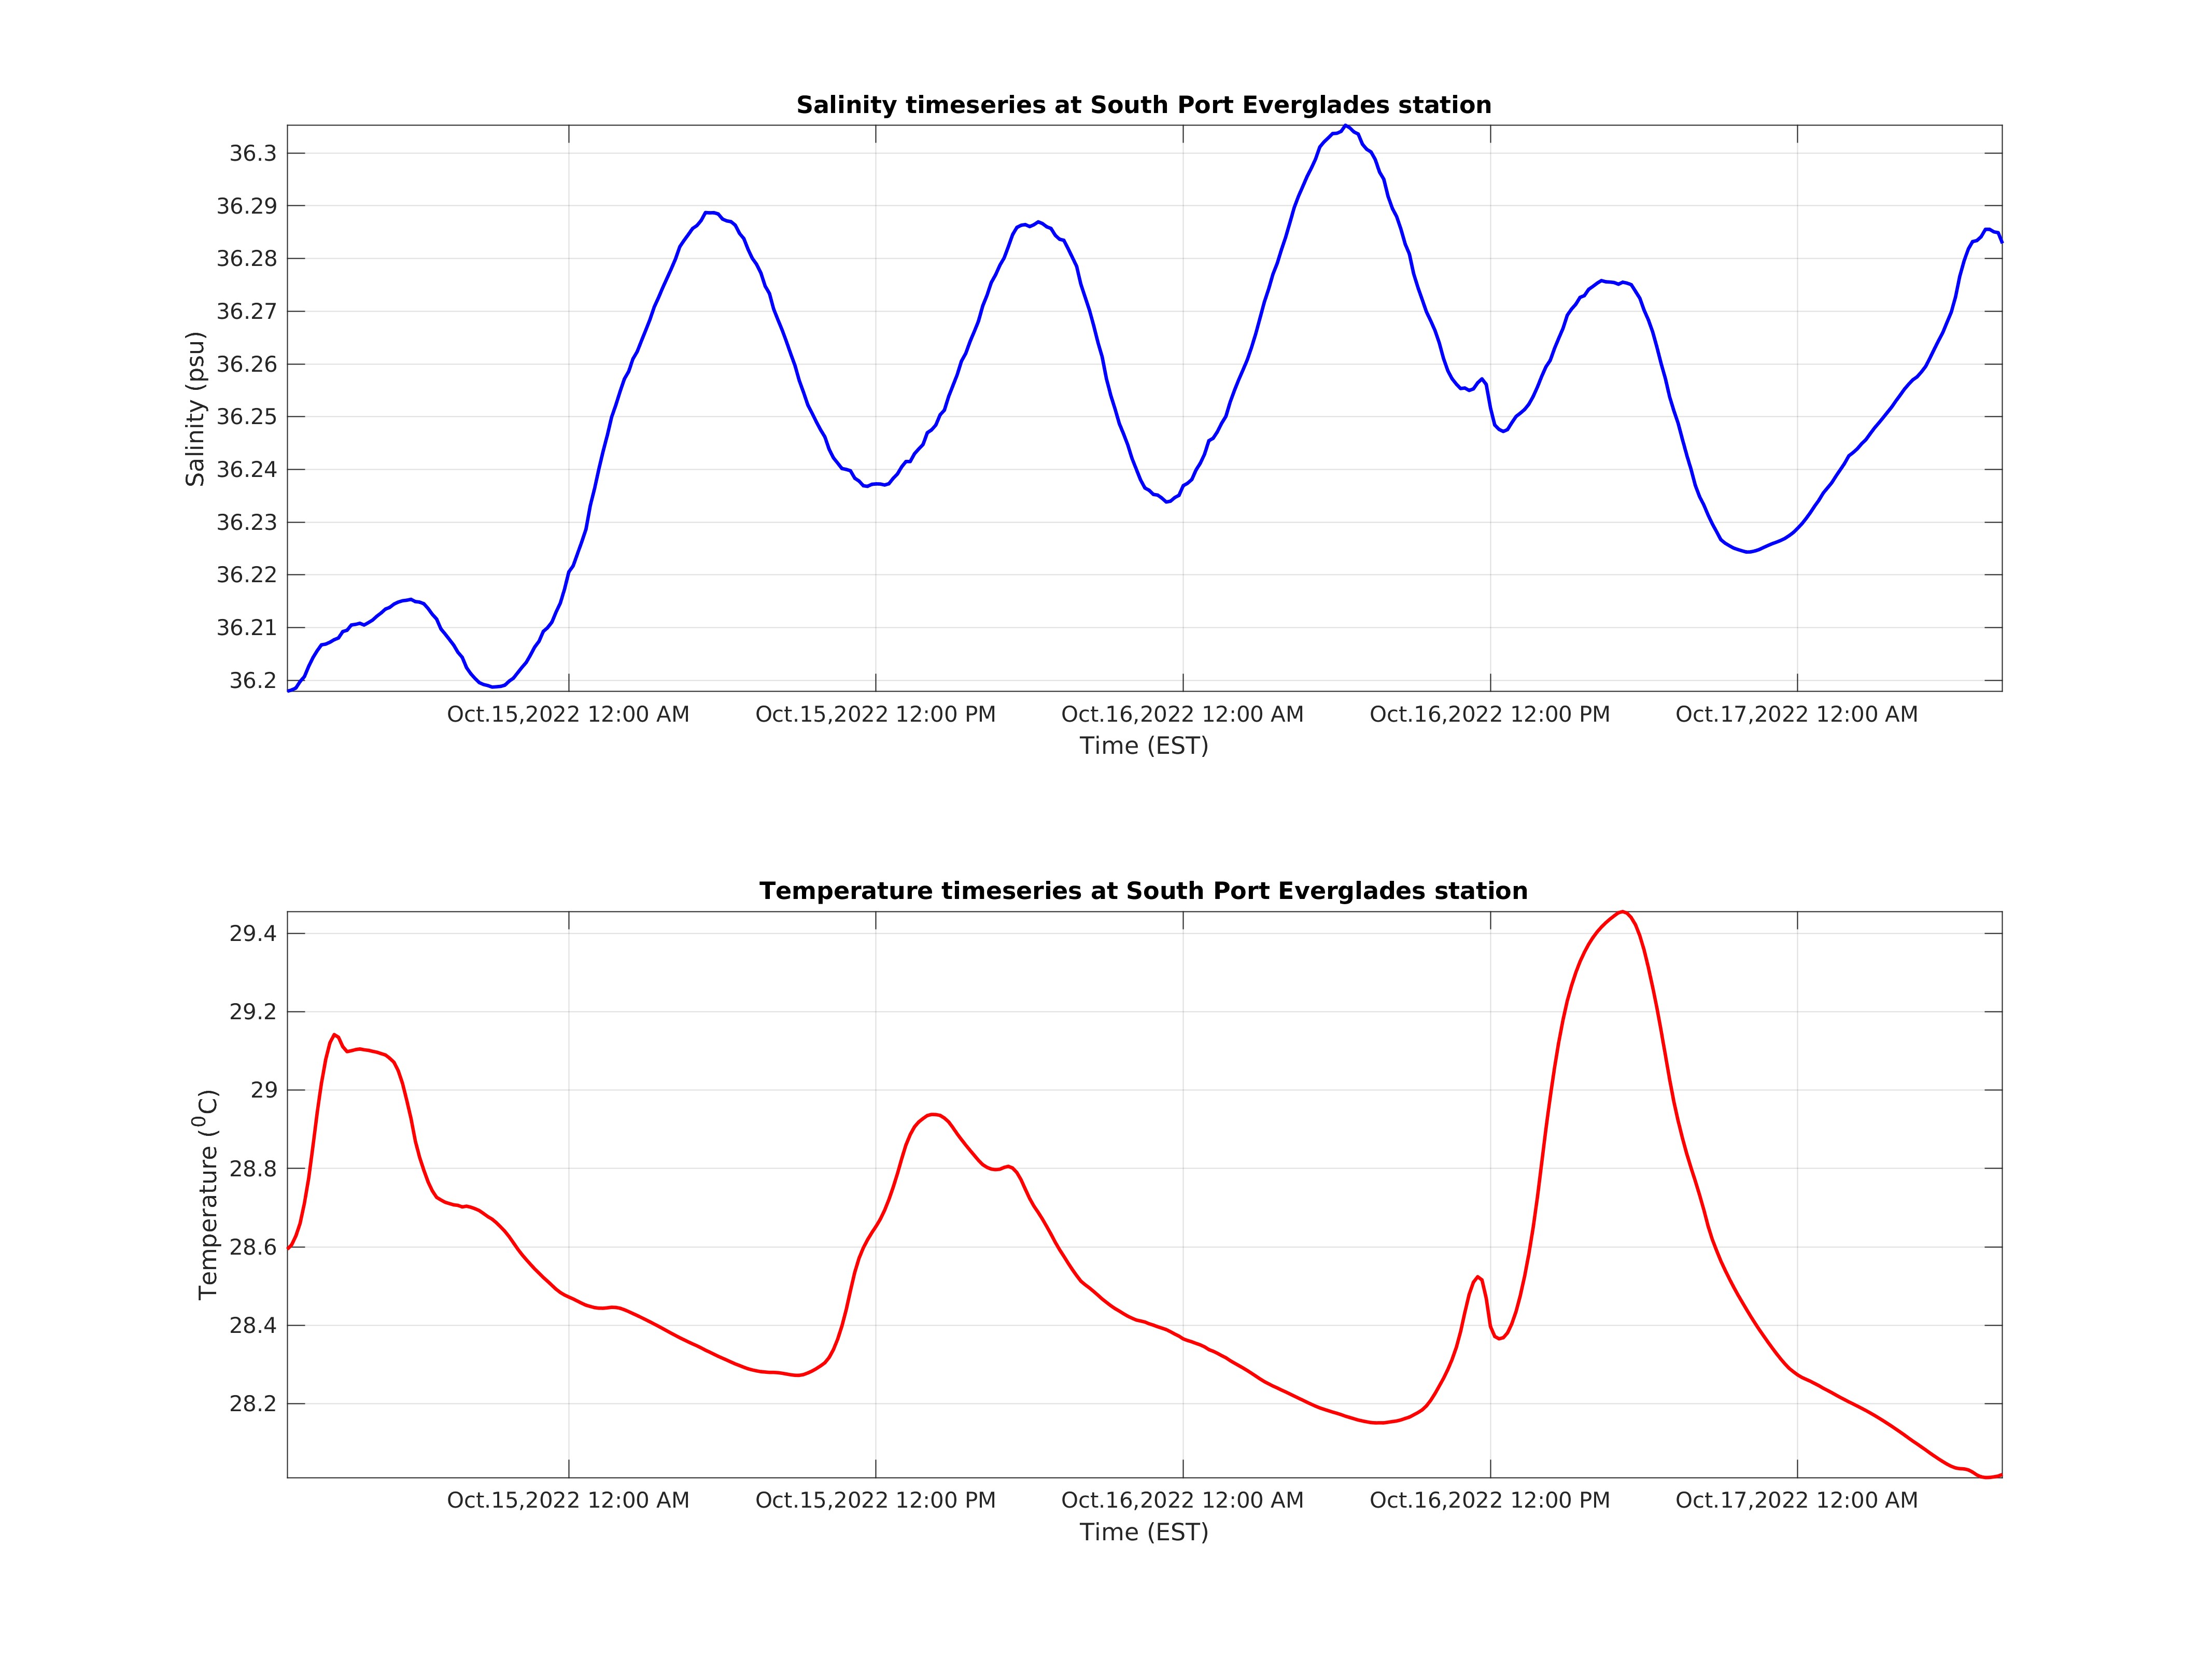 Salinity timeseries at South Port Everglades station
36.3
36.29
36.28
36.27
36.26
36.25
36.24
36.23
36.22
36.21
36.2
Salinity (psu)
Oct.15,2022 12:00 AM
Oct.15,2022 12:00 PM
Oct.16,2022 12:00 AM
Oct.16,2022 12:00 PM
Oct.17,2022 12:00 AM
Time (EST)
Temperature timeseries at South Port Everglades station
29.4
29.2
29
28.8
28.6
28.4
28.2
Temperature (⁰C)
Oct.15,2022 12:00 AM
Oct.15,2022 12:00 PM
Oct.16,2022 12:00 AM
Oct.16,2022 12:00 PM
Oct.17,2022 12:00 AM
Time (EST)